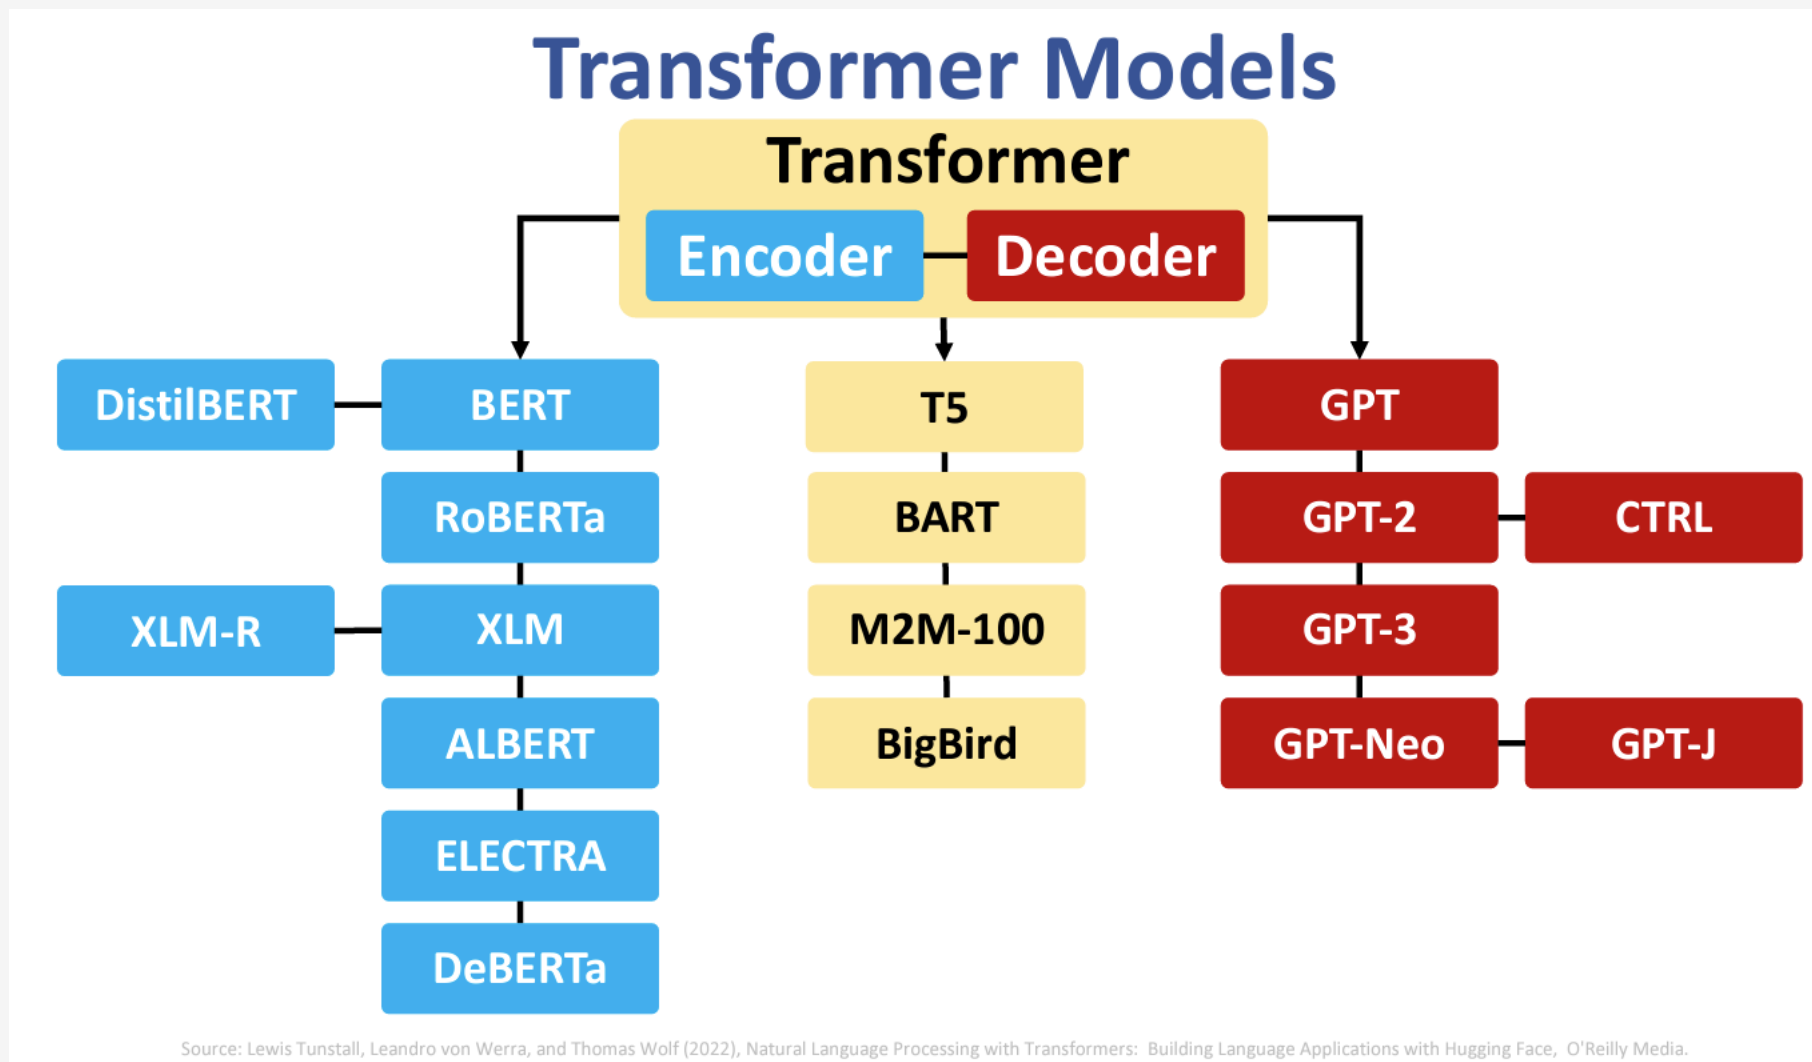 Transformer Models
Transformer
Encoder
Decoder
DistilBERT
BERT
T5
GPT
RoBERTa
BART
GPT-2
CTRL
XLM-R
XLM
M2M-100
GPT-3
ALBERT
BigBird
GPT-Neo
GPT-J
ELECTRA
DeBERTa
Source: Lewis Tunstall, Leandro von Werra, and Thomas Wolf (2022), Natural Language Processing with Transformers: Building Language Applications with Hugging Face, O'Reilly Media.